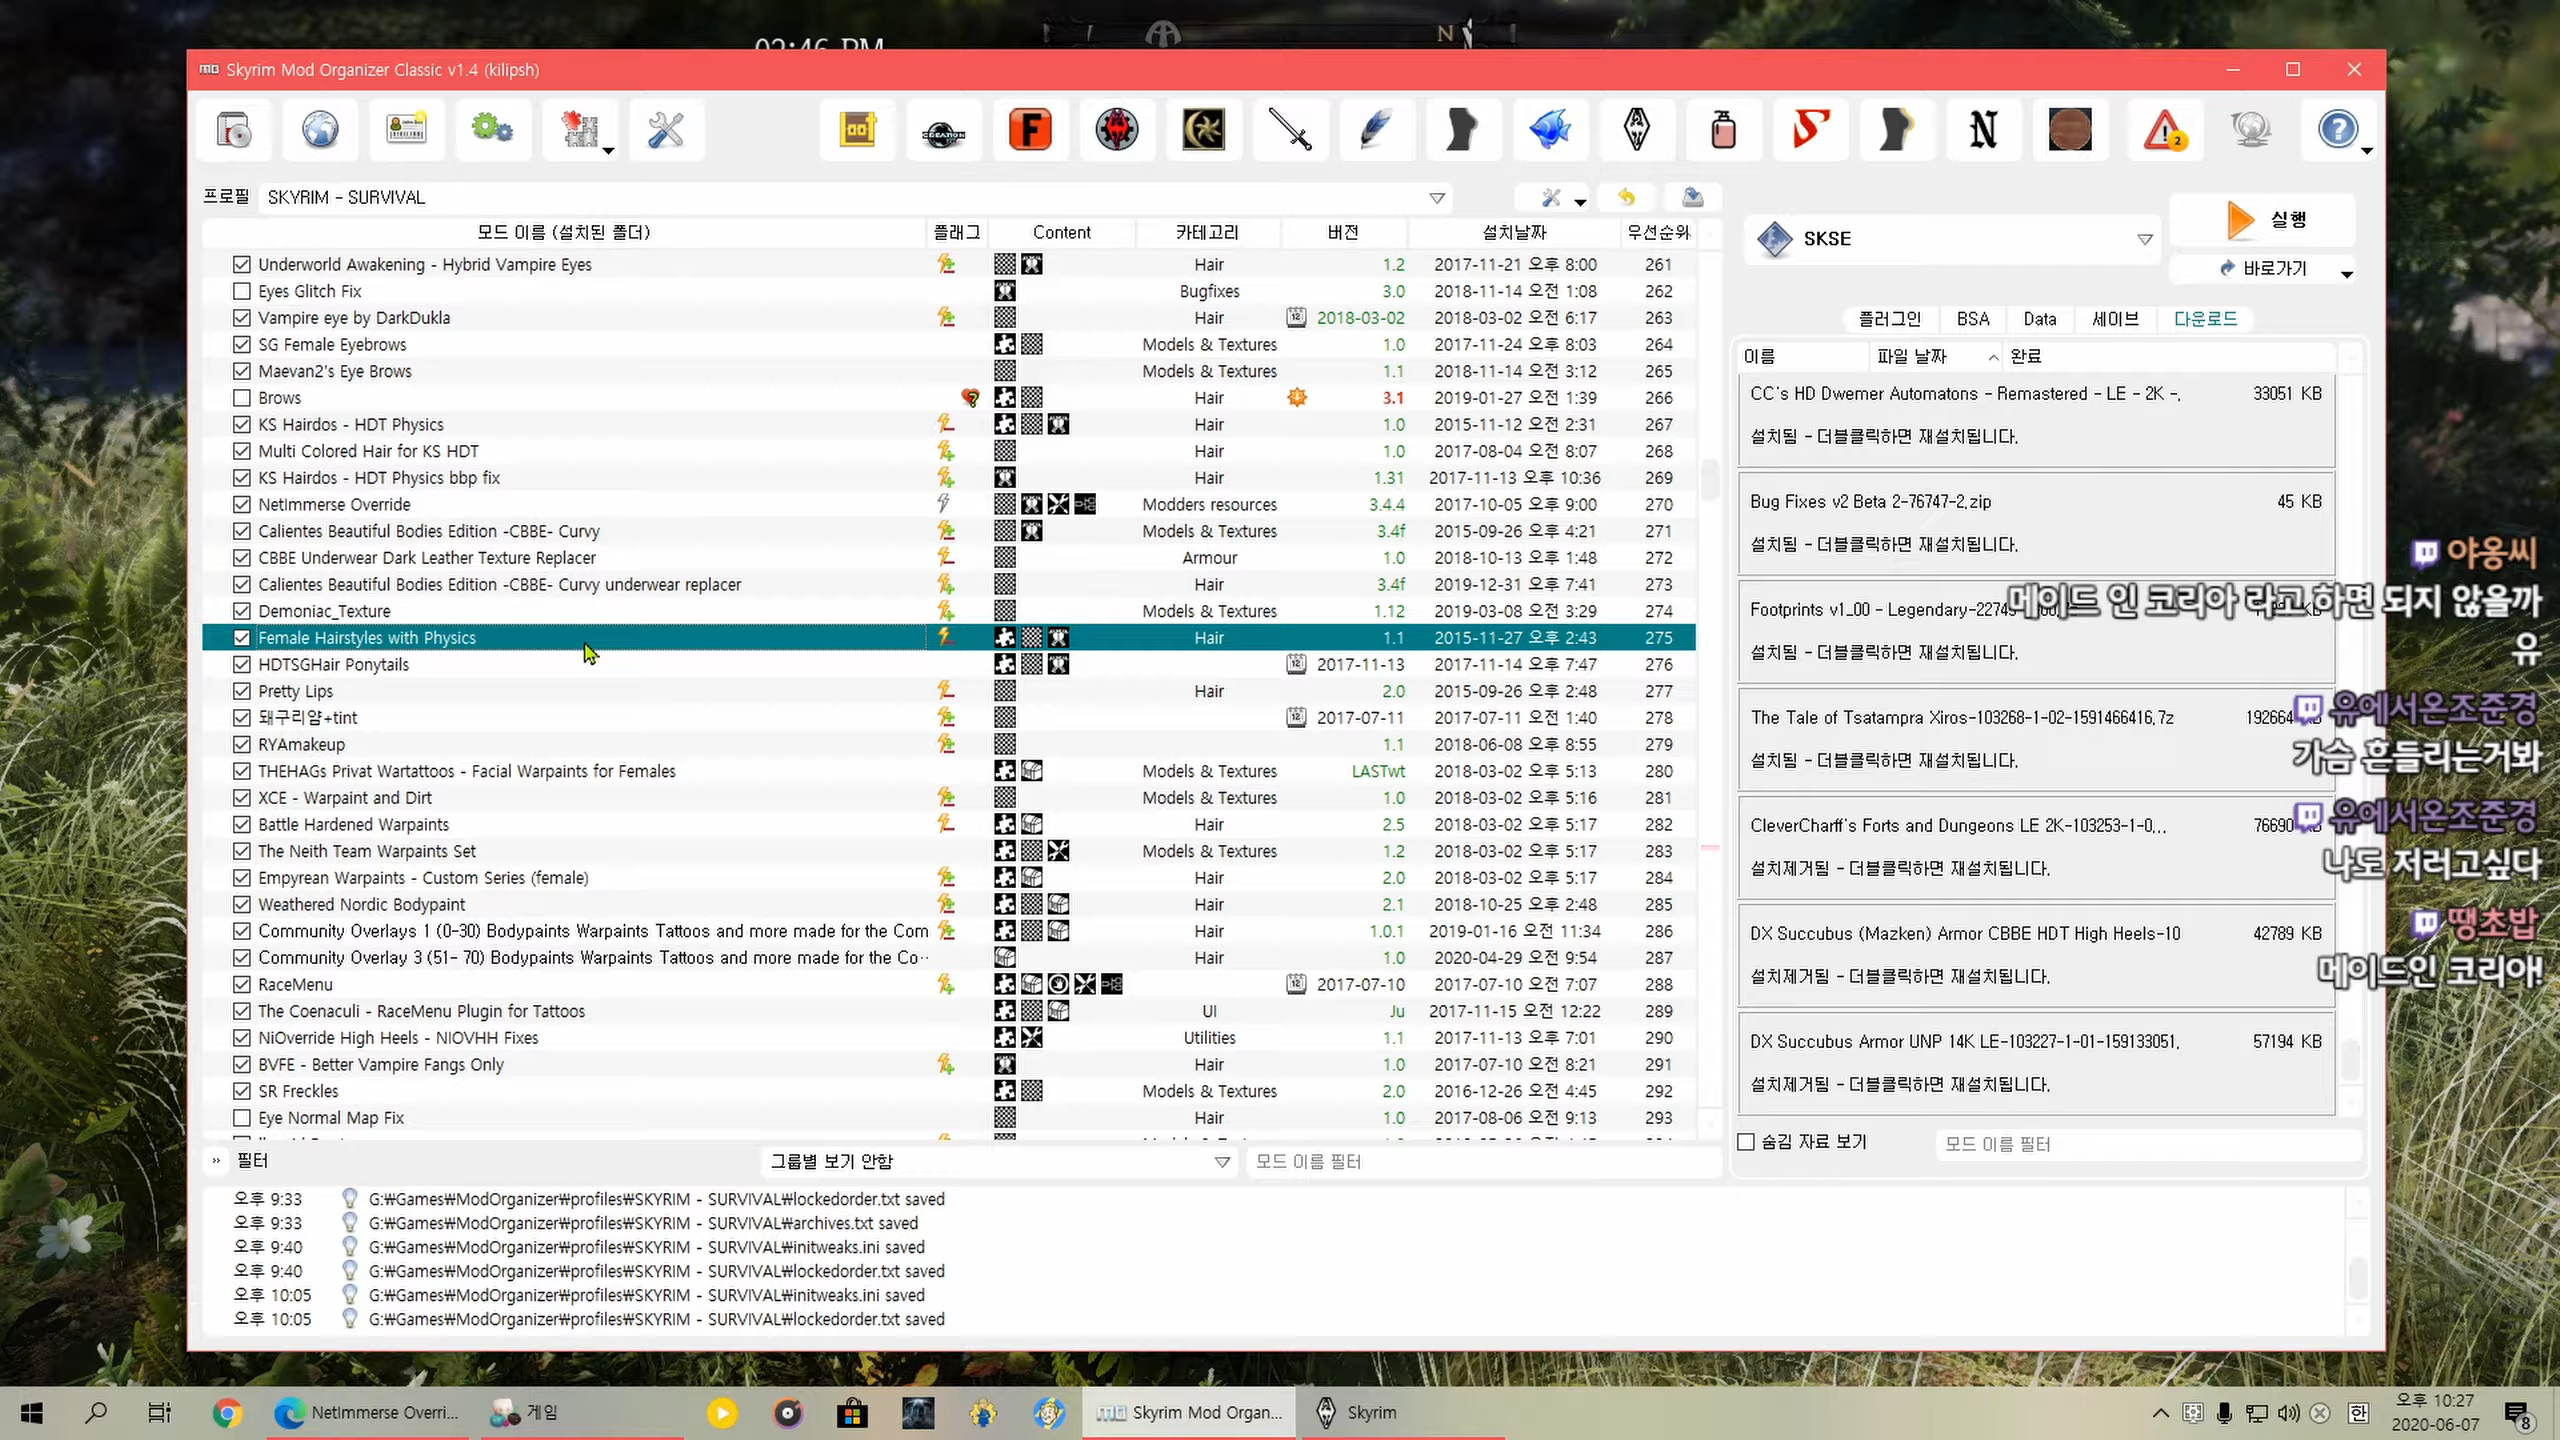 02:46 PM
N
Skyrim Mod Organizer Classic v1.4 (kilipsh)
프로필 SKYRIM - SURVIVAL
모드 이름 (설치된 폴더) 플래그 Content 카테고리 버전 설치날짜 우선순위
Underworld Awakening - Hybrid Vampire Eyes Hair 1.2 2017-11-21 오후 8:00 261
Eyes Glitch Fix Bugfixes 3.0 2018-11-14 오전 1:08 262
Vampire eye by DarkDukla Hair 2018-03-02 2018-03-02 오전 6:17 263
SG Female Eyebrows Models & Textures 1.0 2017-11-24 오후 8:03 264
Maevan2's Eye Brows Models & Textures 1.1 2018-11-14 오전 3:12 265
Brows Hair 3.1 2019-01-27 오전 1:39 266
KS Hairdos - HDT Physics Hair 1.0 2015-11-12 오전 2:31 267
Multi Colored Hair for KS HDT Hair 1.0 2017-08-04 오전 8:07 268
KS Hairdos - HDT Physics bbp fix Hair 1.31 2017-11-13 오후 10:36 269
NetImmerse Override Modders resources 3.4.4 2017-10-05 오후 9:00 270
Calientes Beautiful Bodies Edition -CBBE- Curvy Models & Textures 3.4f 2015-09-26 오후 4:21 271
CBBE Underwear Dark Leather Texture Replacer Armour 1.0 2018-10-13 오후 1:48 272
Calientes Beautiful Bodies Edition -CBBE- Curvy underwear replacer Hair 3.4f 2019-12-31 오후 7:41 273
Demoniac_Texture Models & Textures 1.12 2019-03-08 오전 3:29 274
Female Hairstyles with Physics Hair 1.1 2015-11-27 오후 2:43 275
HDTSGHair Ponytails 2017-11-13 2017-11-14 오후 7:47 276
Pretty Lips Hair 2.0 2015-09-26 오후 2:48 277
돼구리얌+tint 2017-07-11 2017-07-11 오전 1:40 278
RYAmakeup 1.1 2018-06-08 오후 8:55 279
THEHAGs Privat Wartattoos - Facial Warpaints for Females Models & Textures LASTwt 2018-03-02 오후 5:13 280
XCE - Warpaint and Dirt Models & Textures 1.0 2018-03-02 오후 5:16 281
Battle Hardened Warpaints Hair 2.5 2018-03-02 오후 5:17 282
The Neith Team Warpaints Set Models & Textures 1.2 2018-03-02 오후 5:17 283
Empyrean Warpaints - Custom Series (female) Hair 2.0 2018-03-02 오후 5:17 284
Weathered Nordic Bodypaint Hair 2.1 2018-10-25 오후 2:48 285
Community Overlays 1 (0-30) Bodypaints Warpaints Tattoos and more made for the Com Hair 1.0.1 2019-01-16 오전 11:34 286
Community Overlay 3 (51- 70) Bodypaints Warpaints Tattoos and more made for the Co... Hair 1.0 2020-04-29 오전 9:54 287
RaceMenu 2017-07-10 2017-07-10 오전 7:07 288
The Coenaculi - RaceMenu Plugin for Tattoos UI Ju 2017-11-15 오전 12:22 289
NiOverride High Heels - NIOVHH Fixes Utilities 1.1 2017-11-13 오후 7:01 290
BVFE - Better Vampire Fangs Only Hair 1.0 2017-07-10 오전 8:21 291
SR Freckles Models & Textures 2.0 2016-12-26 오전 4:45 292
Eye Normal Map Fix Hair 1.0 2017-08-06 오전 9:13 293
» 필터 그룹별 보기 안함 모드 이름 필터
SKSE
실행
바로가기
플러그인 BSA Data 세이브 다운로드
이름 파일 날짜 완료
CC's HD Dwemer Automatons - Remastered - LE - 2K -. 33051 KB
설치됨 - 더블클릭하면 재설치됩니다.
Bug Fixes v2 Beta 2-76747-2.zip 45 KB
설치됨 - 더블클릭하면 재설치됩니다.
Footprints v1_00 - Legendary-2274
설치됨 - 더블클릭하면 재설치됩니다.
The Tale of Tsatampra Xiros-103268-1-02-1591466416.7z 192664
설치됨 - 더블클릭하면 재설치됩니다.
CleverCharff's Forts and Dungeons LE 2K-103253-1-0... 76690
설치제거됨 - 더블클릭하면 재설치됩니다.
DX Succubus (Mazken) Armor CBBE HDT High Heels-10 42789 KB
설치제거됨 - 더블클릭하면 재설치됩니다.
DX Succubus Armor UNP 14K LE-103227-1-01-159133051. 57194 KB
설치제거됨 - 더블클릭하면 재설치됩니다.
숨김 자료 보기 모드 이름 필터
야옹씨
메이드 인 코리아 라고 하면 되지 않을까
유
유에서온조준경
가슴 흔들리는거봐
유에서온조준경
나도 저러고싶다
땡초밥
메이드인 코리애!
오후 9:33 G:₩Games₩ModOrganizer₩profiles₩SKYRIM - SURVIVAL₩lockedorder.txt saved
오후 9:33 G:₩Games₩ModOrganizer₩profiles₩SKYRIM - SURVIVAL₩archives.txt saved
오후 9:40 G:₩Games₩ModOrganizer₩profiles₩SKYRIM - SURVIVAL₩initweaks.ini saved
오후 9:40 G:₩Games₩ModOrganizer₩profiles₩SKYRIM - SURVIVAL₩lockedorder.txt saved
오후 10:05 G:₩Games₩ModOrganizer₩profiles₩SKYRIM - SURVIVAL₩initweaks.ini saved
오후 10:05 G:₩Games₩ModOrganizer₩profiles₩SKYRIM - SURVIVAL₩lockedorder.txt saved
NetImmerse Overri... 게임 Skyrim Mod Organ... Skyrim 한 오후 10:27
2020-06-07 8